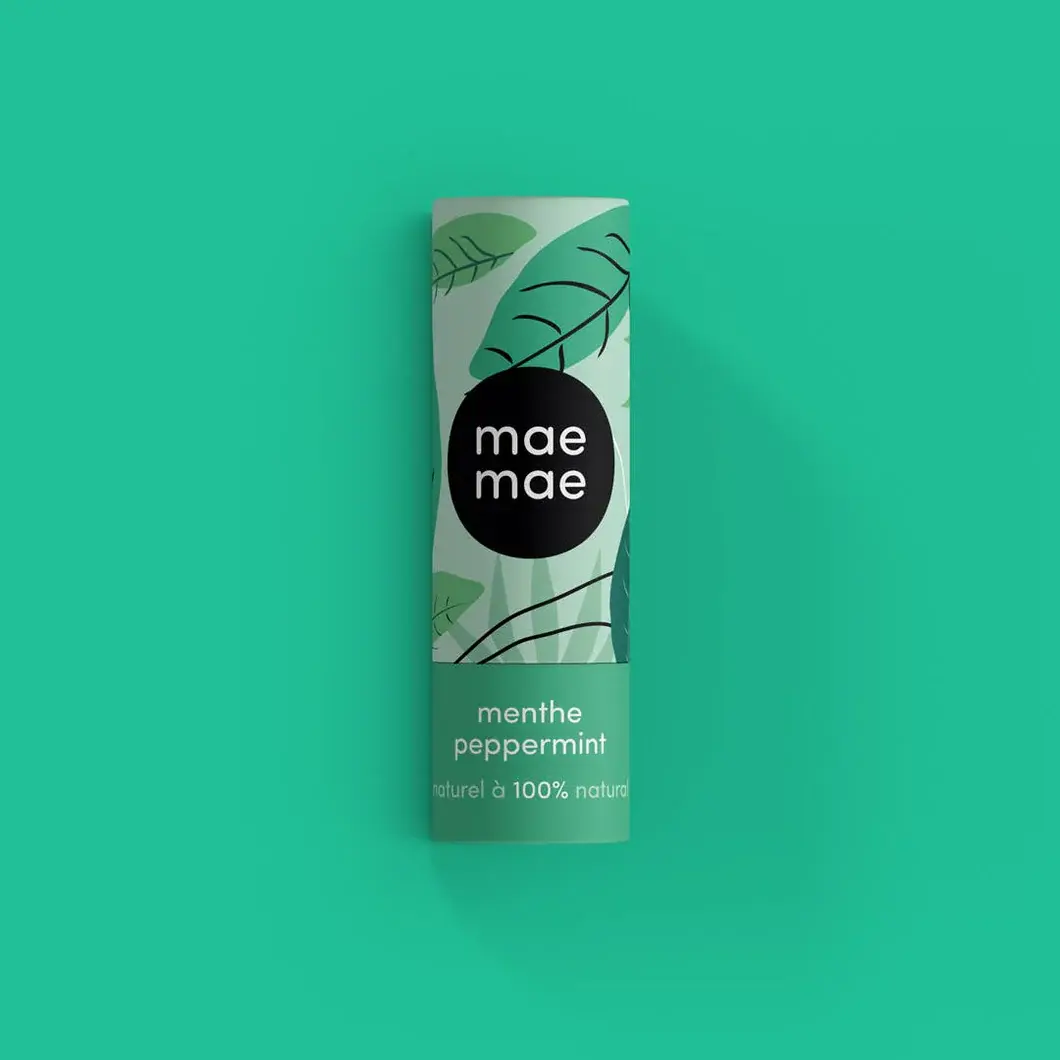 mae
mae
menthe
peppermint
naturel à 100% natural